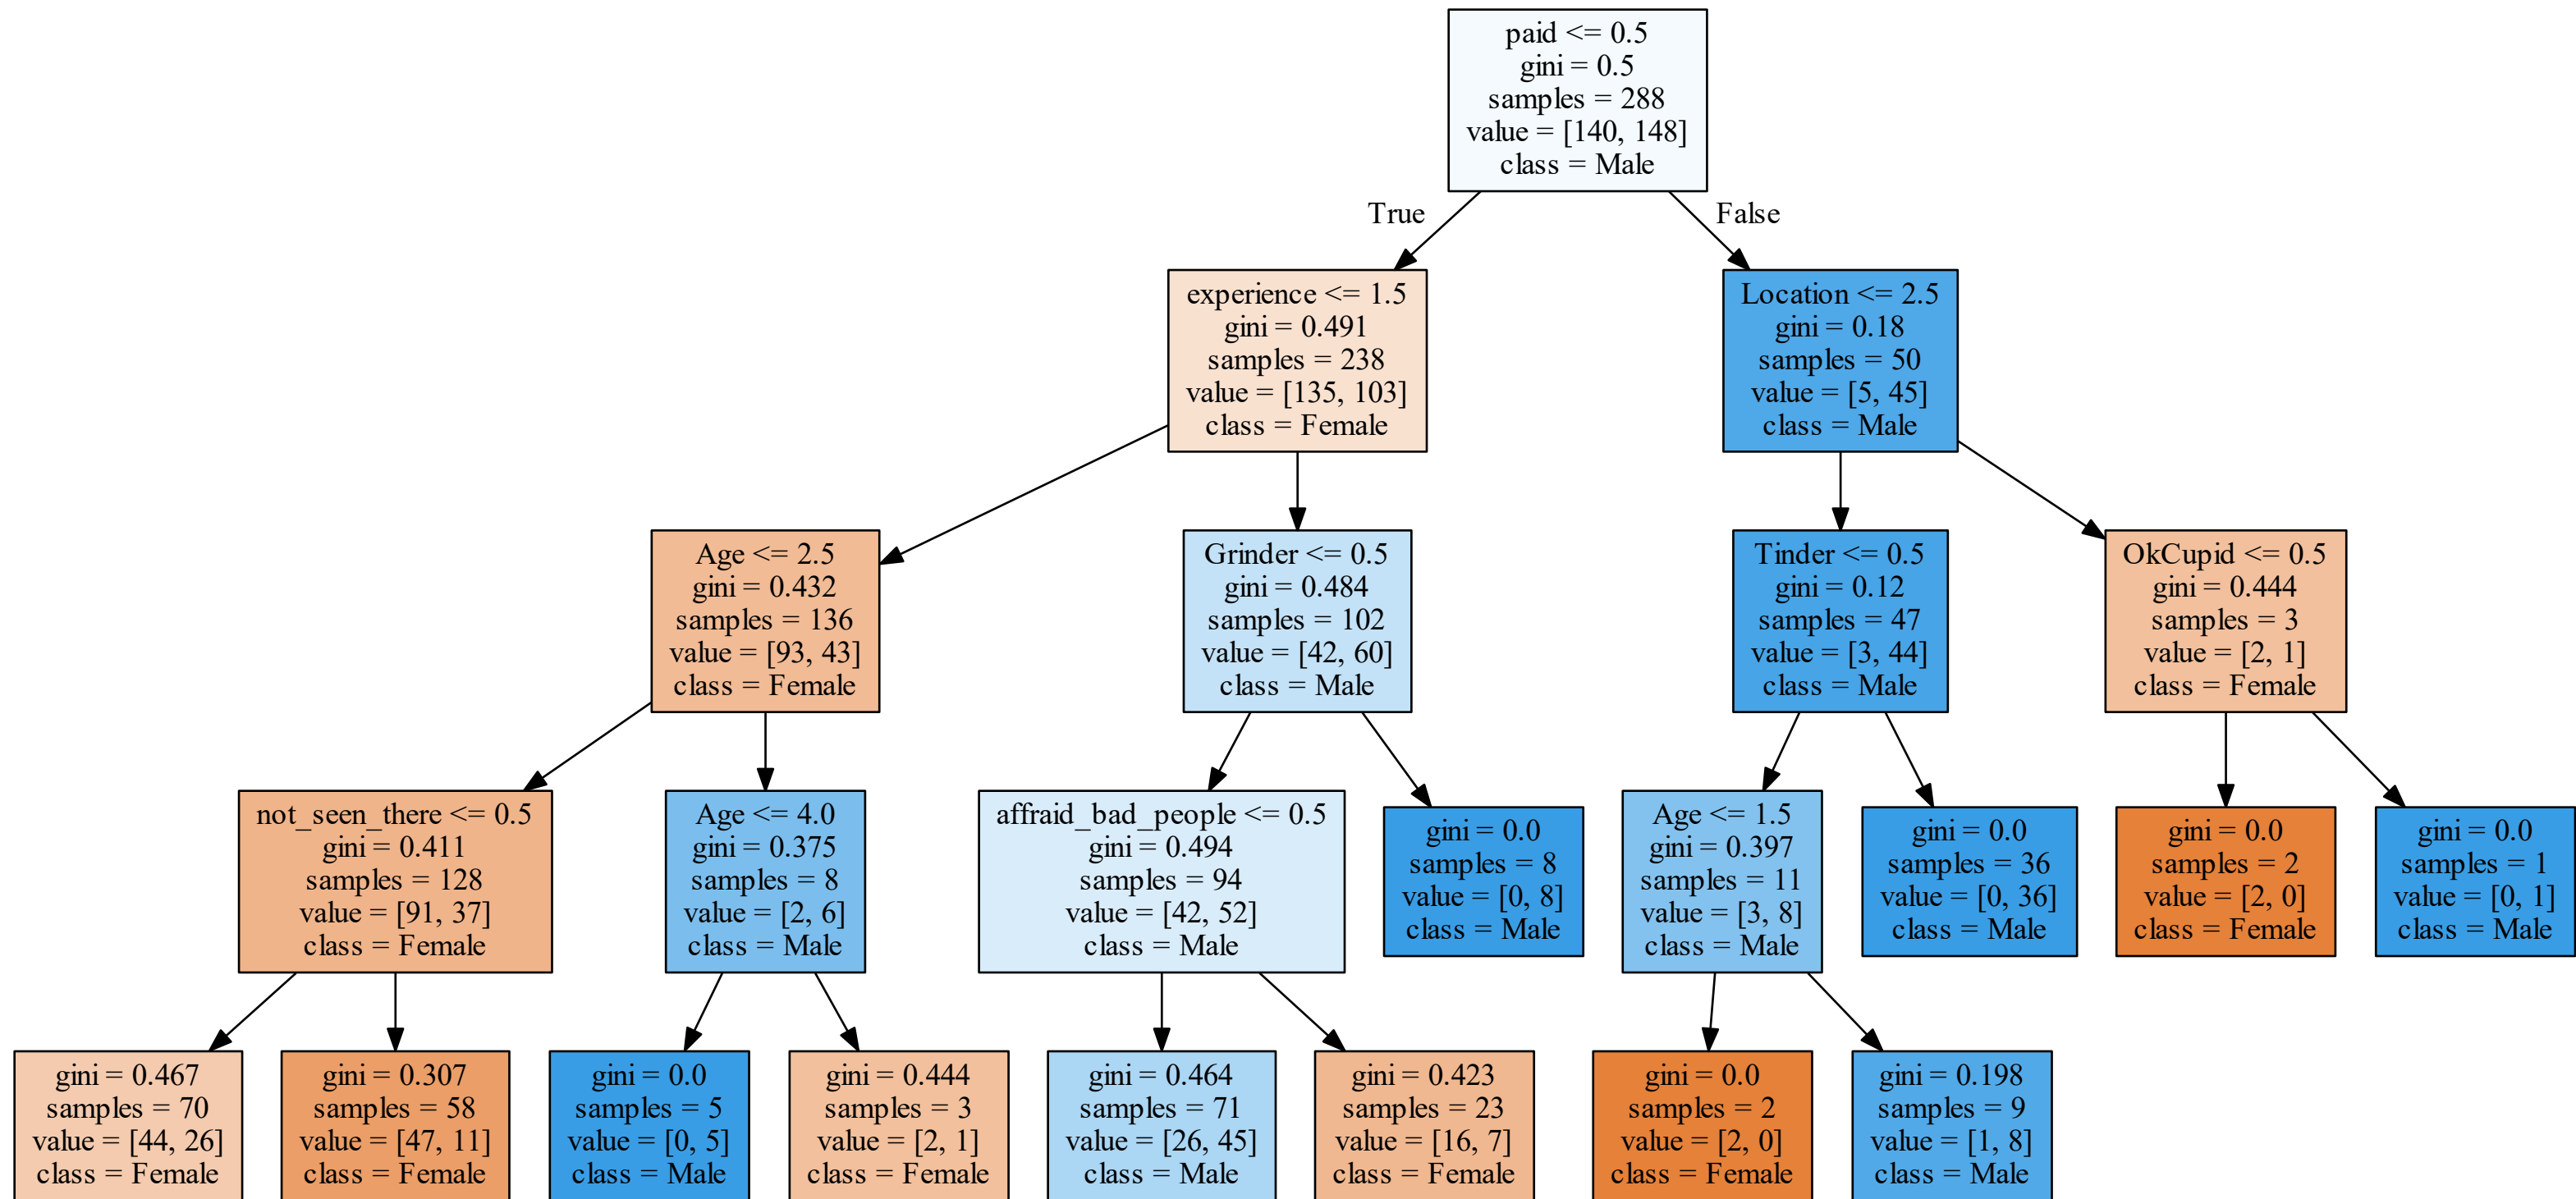 paid <= 0.5
gini = 0.5
samples = 288
value = [140, 148]
class = Male
True
False
experience <= 1.5
gini = 0.491
samples = 238
value = [135, 103]
class = Female
Location <= 2.5
gini = 0.18
samples = 50
value = [5, 45]
class = Male
Age <= 2.5
gini = 0.432
samples = 136
value = [93, 43]
class = Female
Grinder <= 0.5
gini = 0.484
samples = 102
value = [42, 60]
class = Male
Tinder <= 0.5
gini = 0.12
samples = 47
value = [3, 44]
class = Male
OkCupid <= 0.5
gini = 0.444
samples = 3
value = [2, 1]
class = Female
not_seen_there <= 0.5
gini = 0.411
samples = 128
value = [91, 37]
class = Female
Age <= 4.0
gini = 0.375
samples = 8
value = [2, 6]
class = Male
affraid_bad_people <= 0.5
gini = 0.494
samples = 94
value = [42, 52]
class = Male
gini = 0.0
samples = 8
value = [0, 8]
class = Male
Age <= 1.5
gini = 0.397
samples = 11
value = [3, 8]
class = Male
gini = 0.0
samples = 36
value = [0, 36]
class = Male
gini = 0.0
samples = 2
value = [2, 0]
class = Female
gini = 0.0
samples = 1
value = [0, 1]
class = Male
gini = 0.467
samples = 70
value = [44, 26]
class = Female
gini = 0.307
samples = 58
value = [47, 11]
class = Female
gini = 0.0
samples = 5
value = [0, 5]
class = Male
gini = 0.444
samples = 3
value = [2, 1]
class = Female
gini = 0.464
samples = 71
value = [26, 45]
class = Male
gini = 0.423
samples = 23
value = [16, 7]
class = Female
gini = 0.0
samples = 2
value = [2, 0]
class = Female
gini = 0.198
samples = 9
value = [1, 8]
class = Male